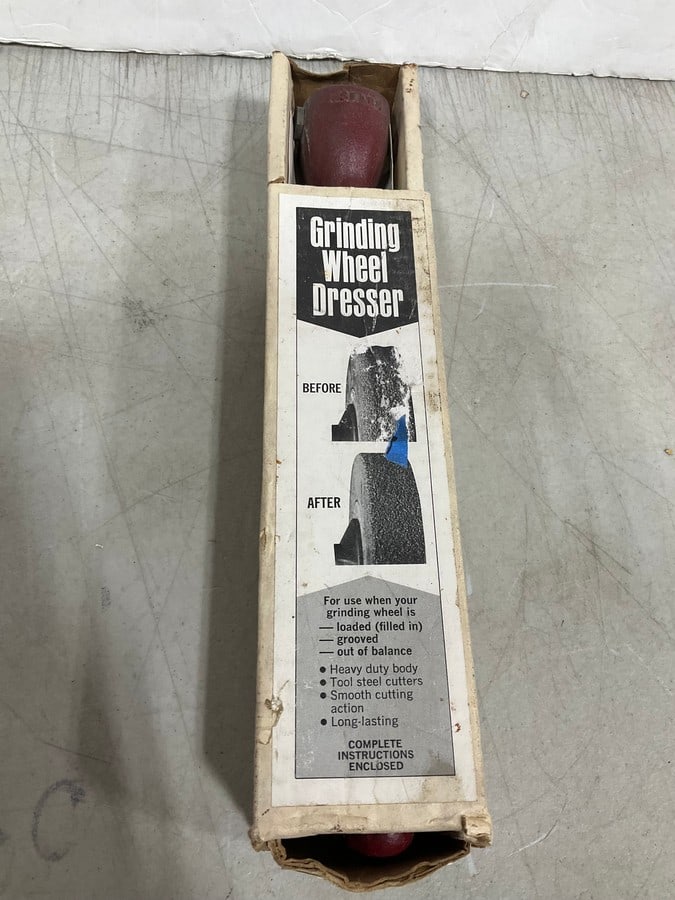 Grinding
Wheel
Dresser
BEFORE
AFTER
For use when your
grinding wheel is
— loaded (filled in)
— grooved
— out of balance
● Heavy duty body
● Tool steel cutters
● Smooth cutting
action
● Long-lasting
COMPLETE
INSTRUCTIONS
ENCLOSED